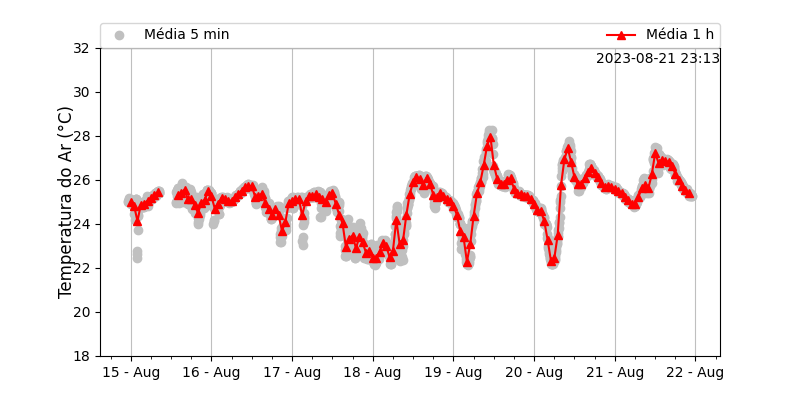 Média 5 min
Média 1 h
2023-08-21 23:13
Temperatura do Ar (°C)
32
30
28
26
24
22
20
18
15 - Aug
16 - Aug
17 - Aug
18 - Aug
19 - Aug
20 - Aug
21 - Aug
22 - Aug